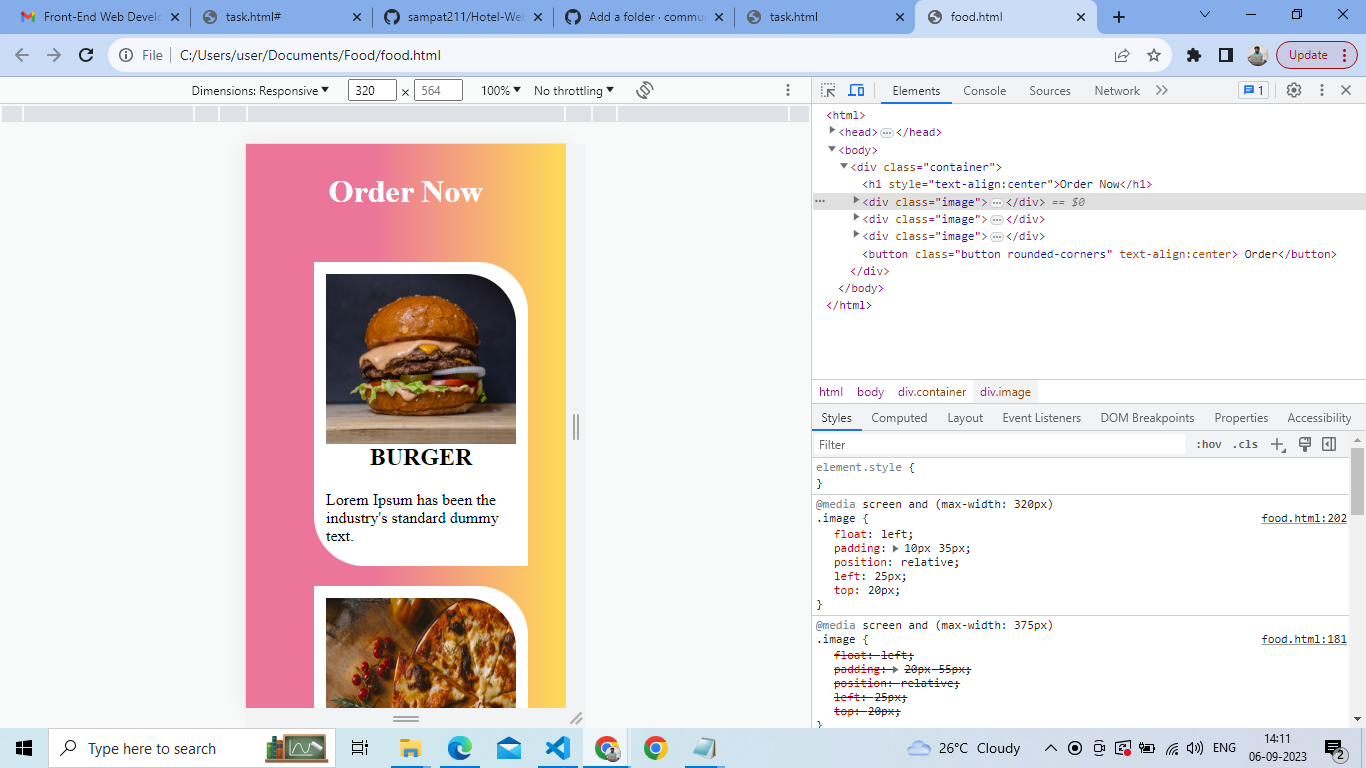 Front-End Web Develo
task.html#
sampat211/Hotel-Web
Add a folder · commu
task.html
food.html
File
C:/Users/user/Documents/Food/food.html
Update
Dimensions: Responsive
320
×
564
100%
No throttling
Elements
Console
Sources
Network
1
<html>
<head> ··· </head>
<body>
<div class="container">
<h1 style="text-align:center">Order Now</h1>
··· <div class="image"> ··· </div> == $0
<div class="image"> ··· </div>
<div class="image"> ··· </div>
<button class="button rounded-corners" text-align:center> Order</button>
</div>
</body>
</html>
Order Now
BURGER
Lorem Ipsum has been the
industry's standard dummy
text.
html body div.container div.image
Styles Computed Layout Event Listeners DOM Breakpoints Properties Accessibility
Filter
:hov .cls
element.style {
}
@media screen and (max-width: 320px)
.image {
food.html:202
float: left;
padding: 10px 35px;
position: relative;
left: 25px;
top: 20px;
}
@media screen and (max-width: 375px)
.image {
food.html:181
float: left;
padding: 20px 55px;
position: relative;
left: 25px;
top: 20px;
}
Type here to search
26°C Cloudy
ENG
14:11
06-09-2023
2